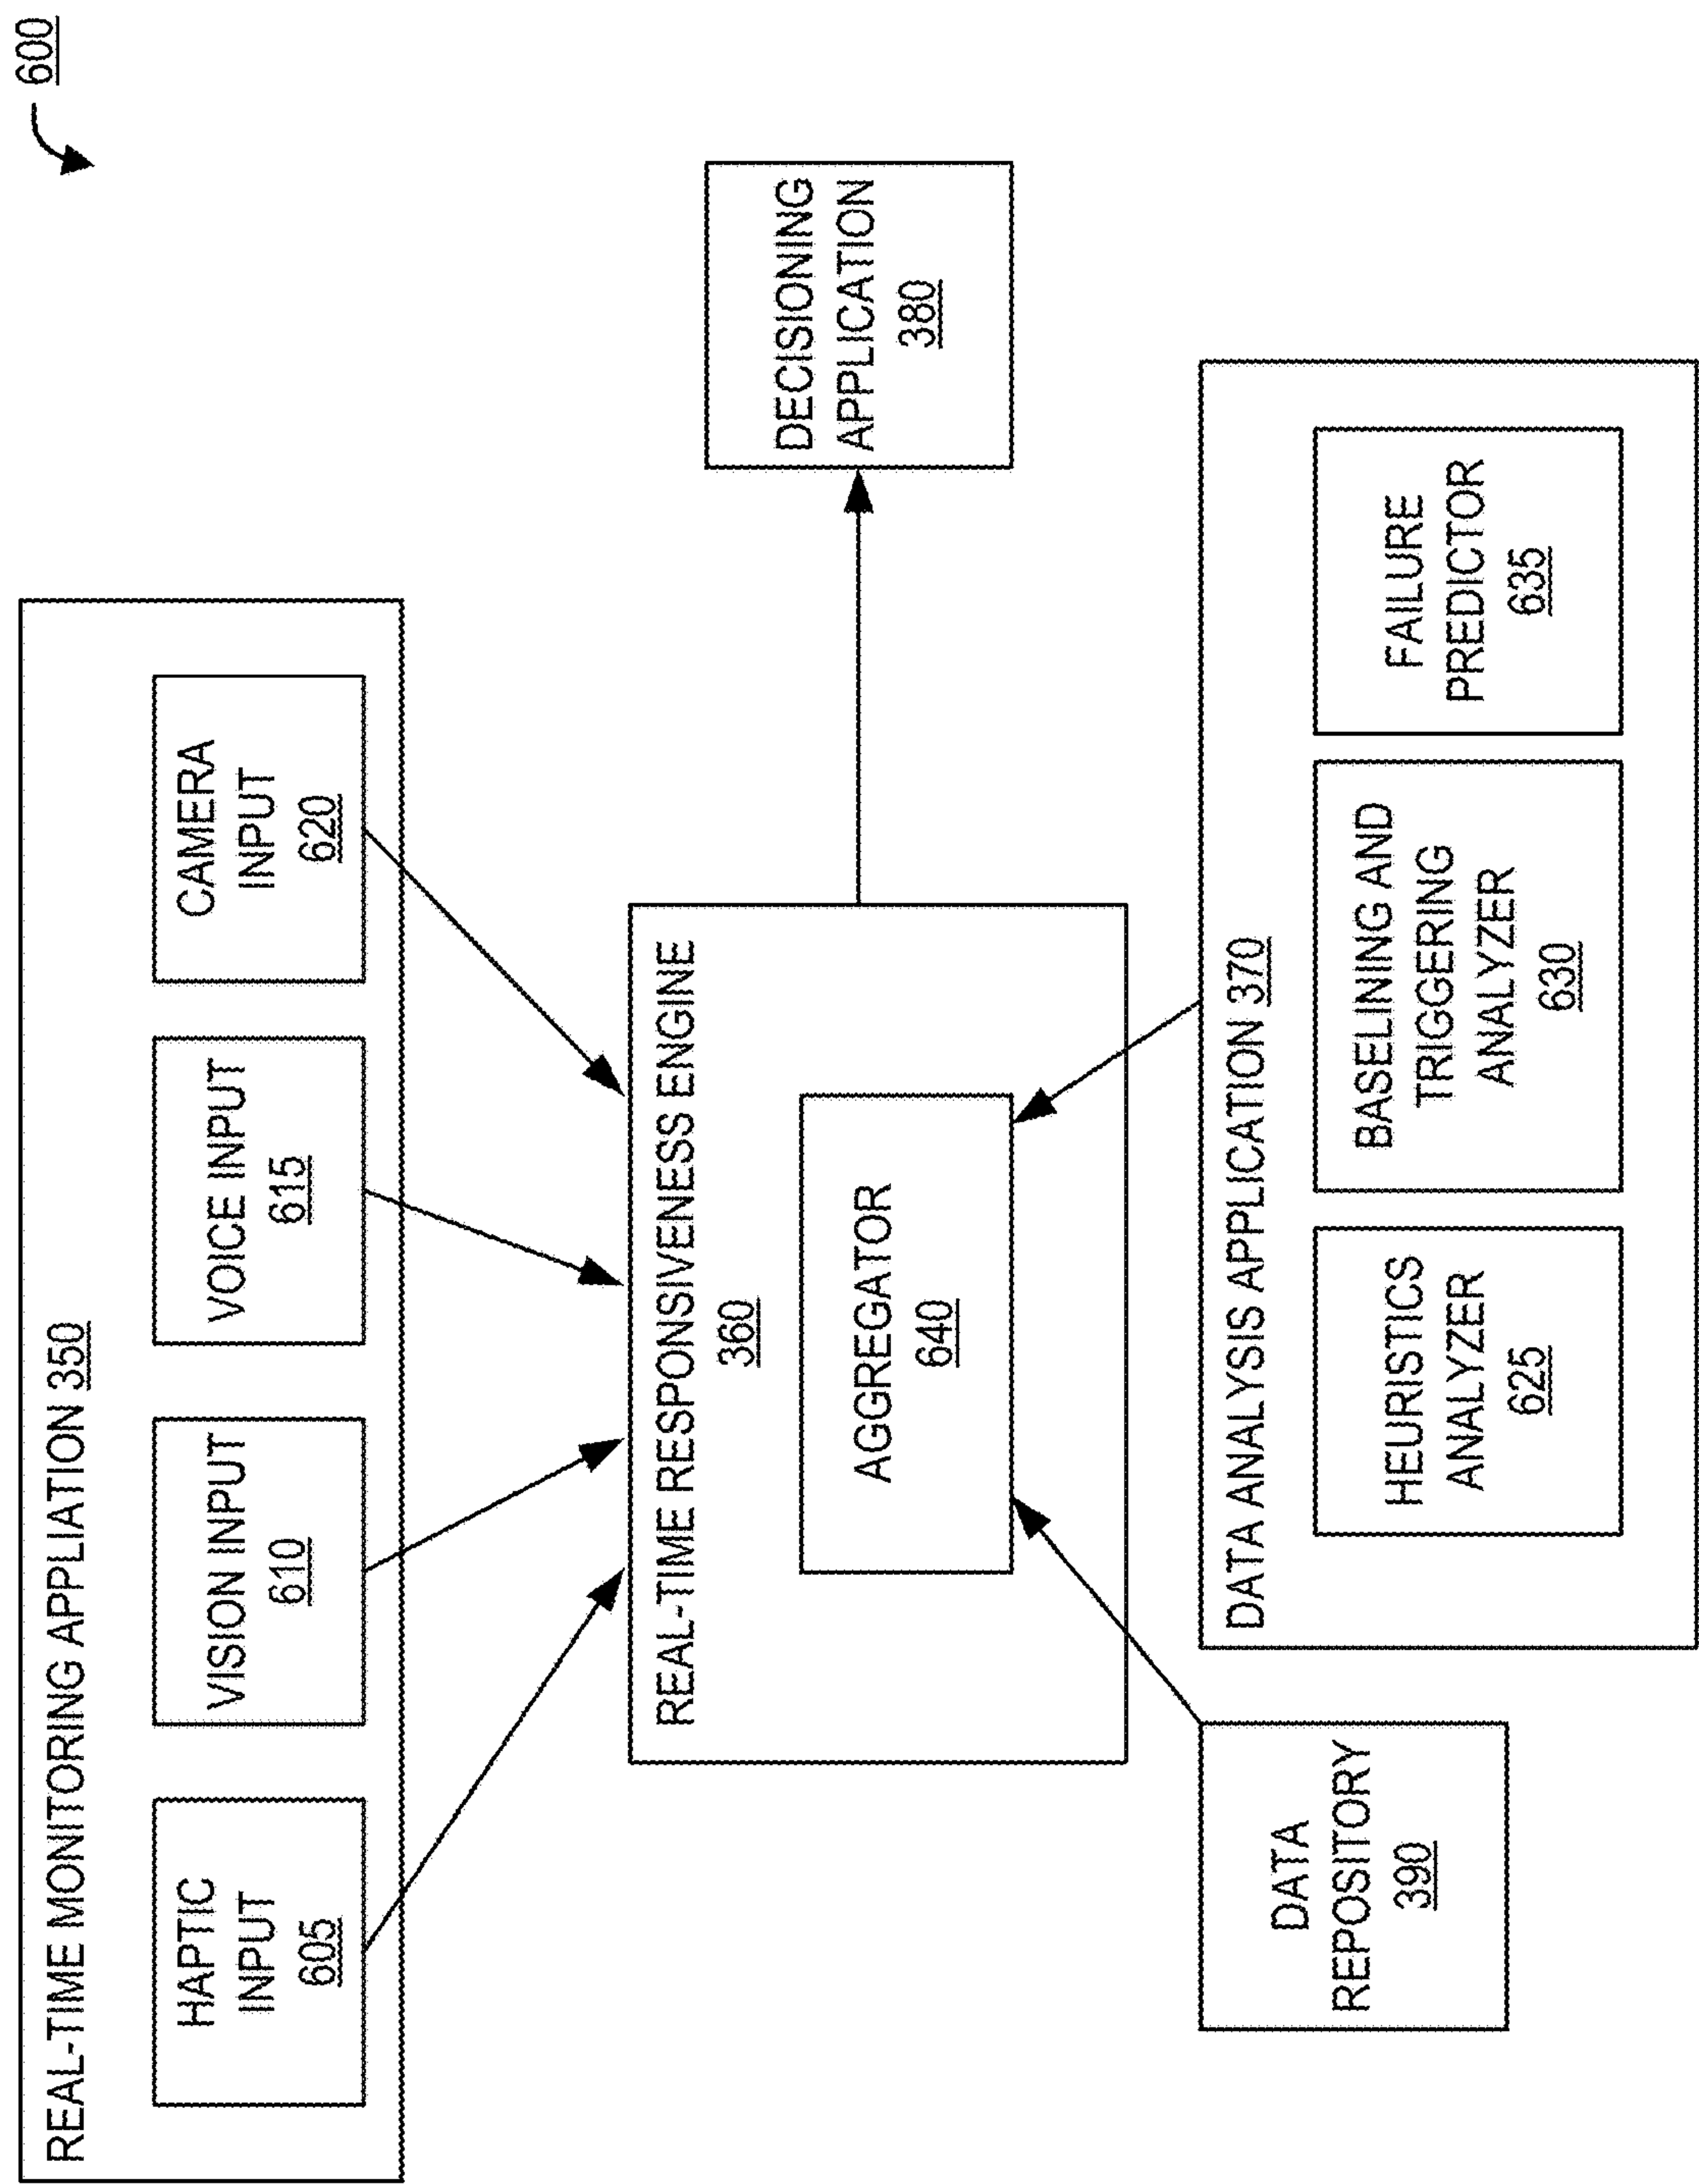 600
REAL-TIME MONITORING APPLIATION 350
HAPTIC
INPUT
605
VISION INPUT
610
VOICE INPUT
615
CAMERA
INPUT
620
REAL-TIME RESPONSIVENESS ENGINE
360
AGGREGATOR
640
DECISIONING
APPLICATION
380
DATA
REPOSITORY
390
DATA ANALYSIS APPLICATION 370
HEURISTICS
ANALYZER
625
BASELINING AND
TRIGGERING
ANALYZER
630
FAILURE
PREDICTOR
635